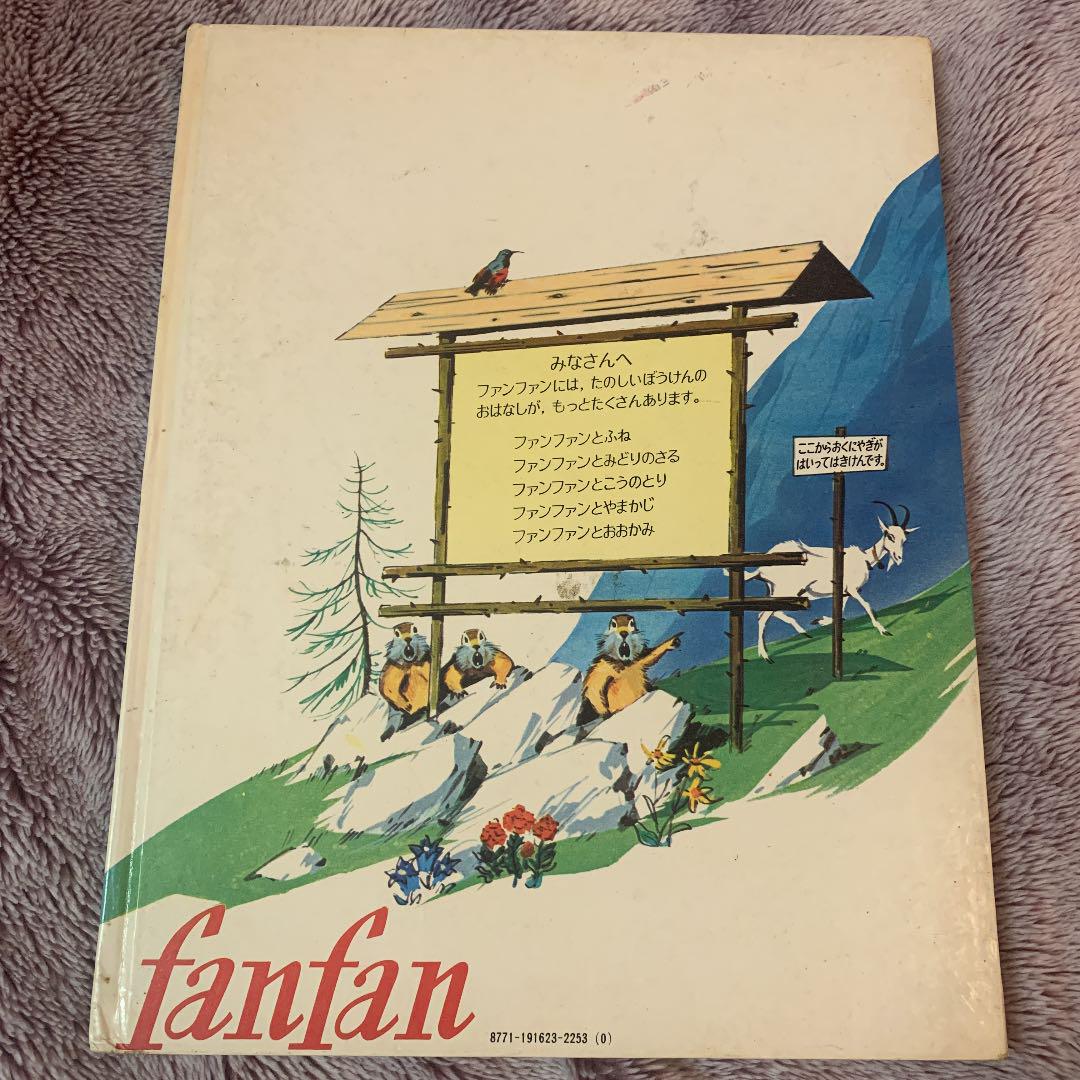 みなさんへ
ファンファンには，たのしいぼうけんの
おはなしが，もっとたくさんあります。
ファンファンとふね
ファンファンとみどりのさる
ファンファンとこうのとり
ファンファンとやまかじ
ファンファンとおおかみ
ここからおくにやぎが
はいってはきけんです。
fanfan
8771-191623-2253 (0)